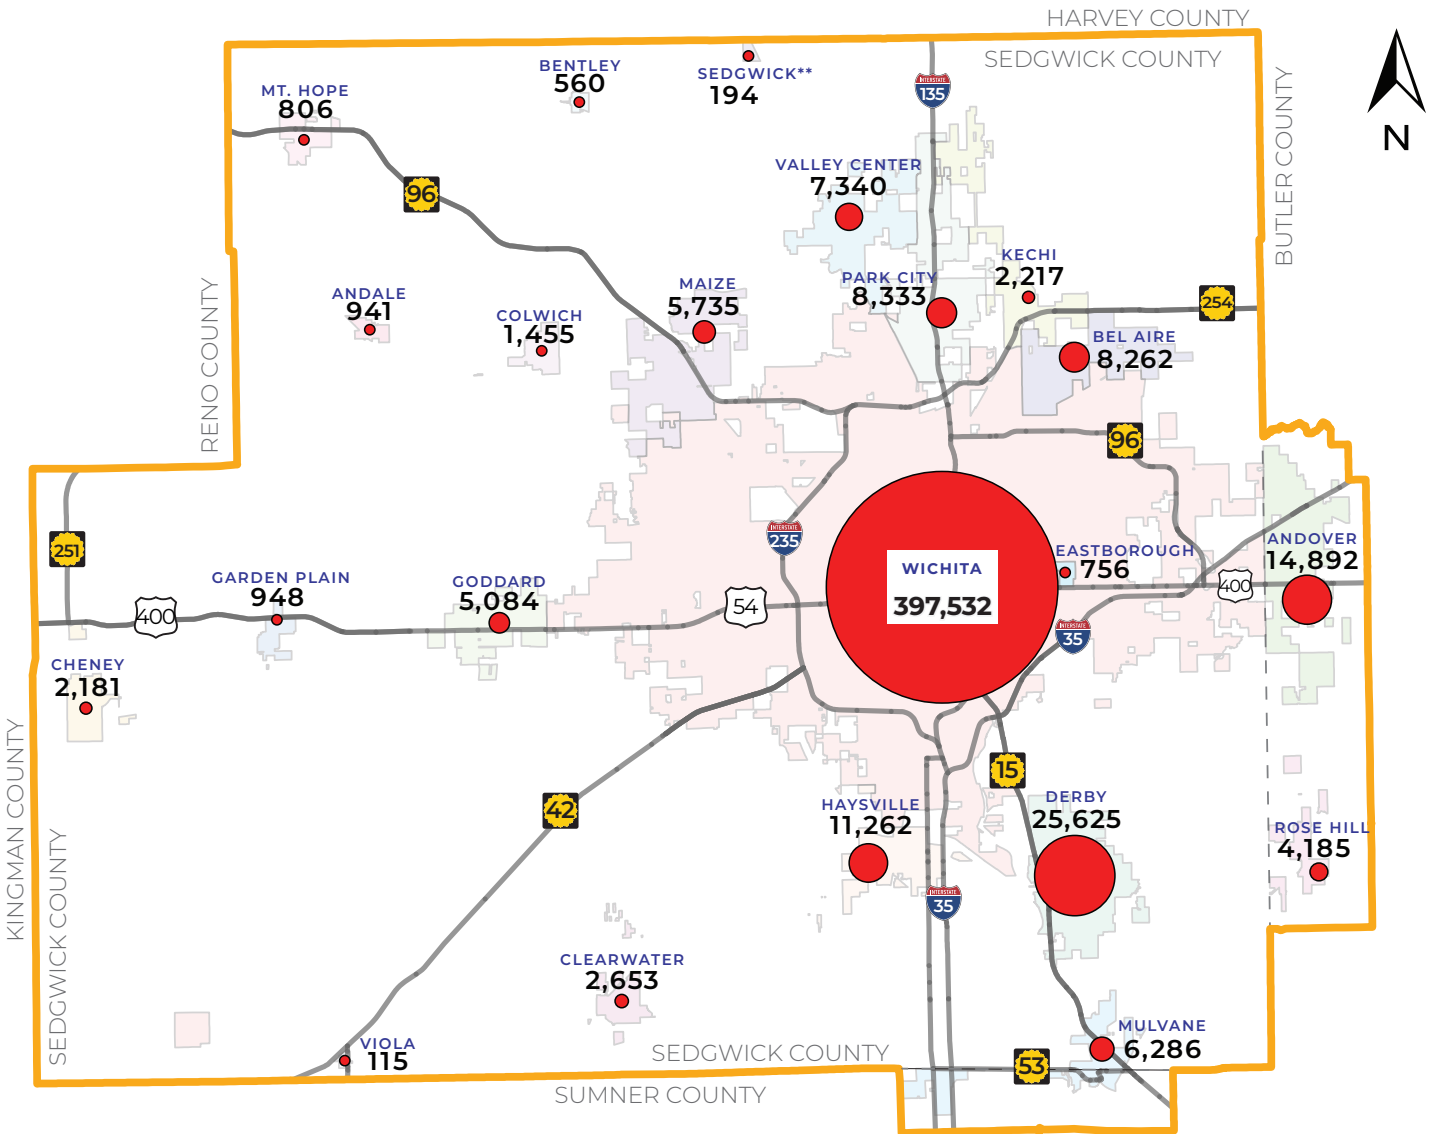 HARVEY COUNTY
SEDGWICK COUNTY
BUTLER COUNTY
N
MT. HOPE
806
BENTLEY
560
SEDGWICK**
194
INTERSTATE
135
96
VALLEY CENTER
7,340
KECHI
2,217
PARK CITY
8,333
254
RENO COUNTY
ANDALE
941
COLWICH
1,455
MAIZE
5,735
BEL AIRE
8,262
96
251
INTERSTATE
235
WICHITA
397,532
EASTBOROUGH
756
ANDOVER
14,892
400
GARDEN PLAIN
948
GODDARD
5,084
54
400
INTERSTATE
35
CHENEY
2,181
KINGMAN COUNTY
SEDGWICK COUNTY
42
15
HAYSVILLE
11,262
DERBY
25,625
ROSE HILL
4,185
INTERSTATE
35
CLEARWATER
2,653
VIOLA
115
SEDGWICK COUNTY
SUMNER COUNTY
53
MULVANE
6,286